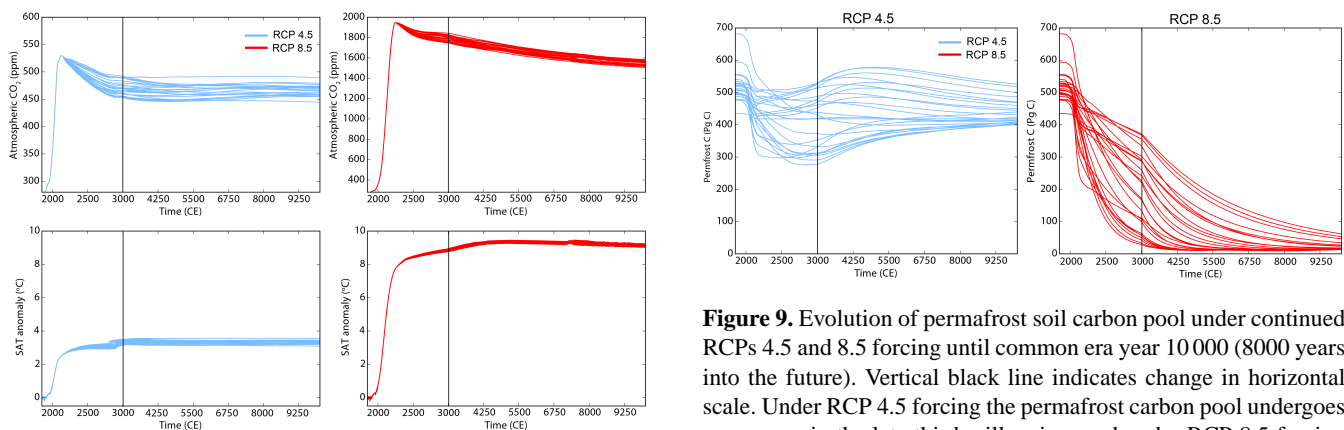 RCP 4.5
RCP 8.5
Atmospheric CO2 (ppm)
600
550
500
450
400
350
300
2000 2500 3000 4250 5500 6750 8000 9250
Time (CE)
Atmospheric CO2 (ppm)
2000
1800
1600
1400
1200
1000
800
600
400
2000 2500 3000 4250 5500 6750 8000 9250
Time (CE)
SAT anomaly (°C)
10
8
6
4
2
0
2000 2500 3000 4250 5500 6750 8000 9250
Time (CE)
SAT anomaly (°C)
10
8
6
4
2
0
2000 2500 3000 4250 5500 6750 8000 9250
Time (CE)
RCP 4.5
RCP 4.5
RCP 8.5
Permafrost C (Pg C)
700
600
500
400
300
200
100
0
2000 2500 3000 4250 5500 6750 8000 9250
Time (CE)
RCP 8.5
Permafrost C (Pg C)
700
600
500
400
300
200
100
0
2000 2500 3000 4250 5500 6750 8000 9250
Time (CE)
Figure 9. Evolution of permafrost soil carbon pool under continued
RCPs 4.5 and 8.5 forcing until common era year 10 000 (8000 years
into the future). Vertical black line indicates change in horizontal
scale. Under RCP 4.5 forcing the permafrost carbon pool undergoes